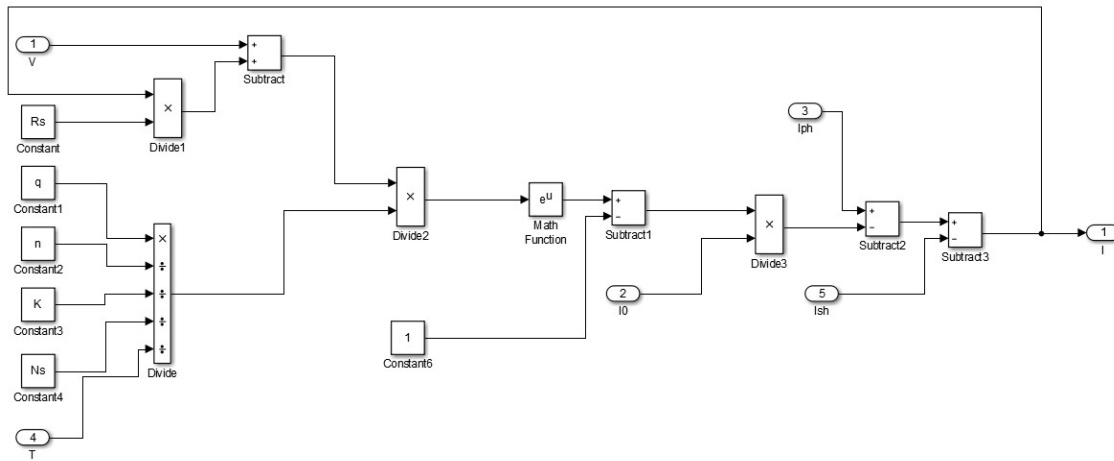 1
V
+
+
Subtract
×
Divide1
Rs
Constant
q
Constant1
n
Constant2
K
Constant3
Ns
Constant4
4
T
×
÷
÷
÷
÷
Divide
×
Divide2
1
Constant6
eu
Math
Function
+
−
Subtract1
2
I0
×
Divide3
3
Iph
+
−
Subtract2
5
Ish
+
−
Subtract3
1
I